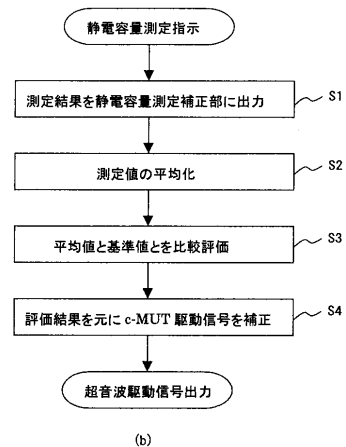 静電容量測定指示
測定結果を静電容量測定補正部に出力
S1
測定値の平均化
S2
平均値と基準値とを比較評価
S3
評価結果を元に c-MUT 駆動信号を補正
S4
超音波駆動信号出力
(b)